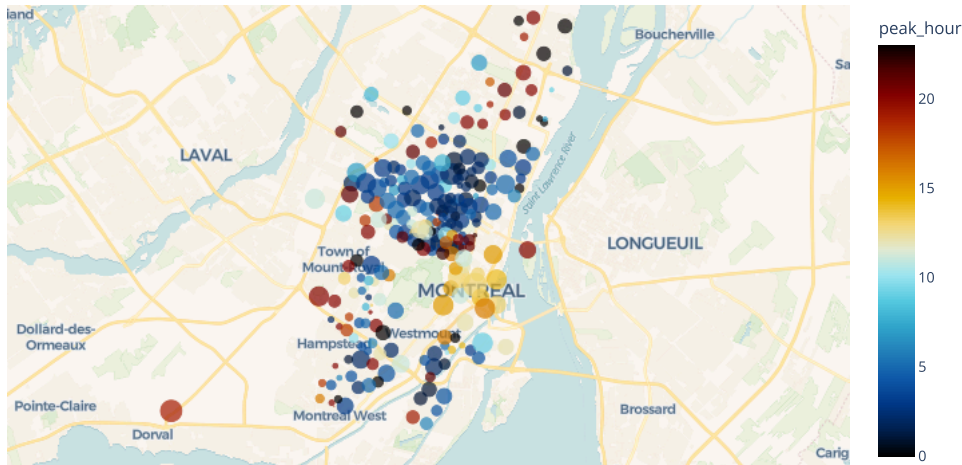 land
Boucherville
Sa
LAVAL
Saint Lawrence River
Town of
Mount Royal
LONGUEUIL
MONTREAL
Dollard-des-
Ormeaux
Westmount
Hampstead
Pointe-Claire
Montreal West
Brossard
Dorval
Carig
peak_hour
20
15
10
5
0